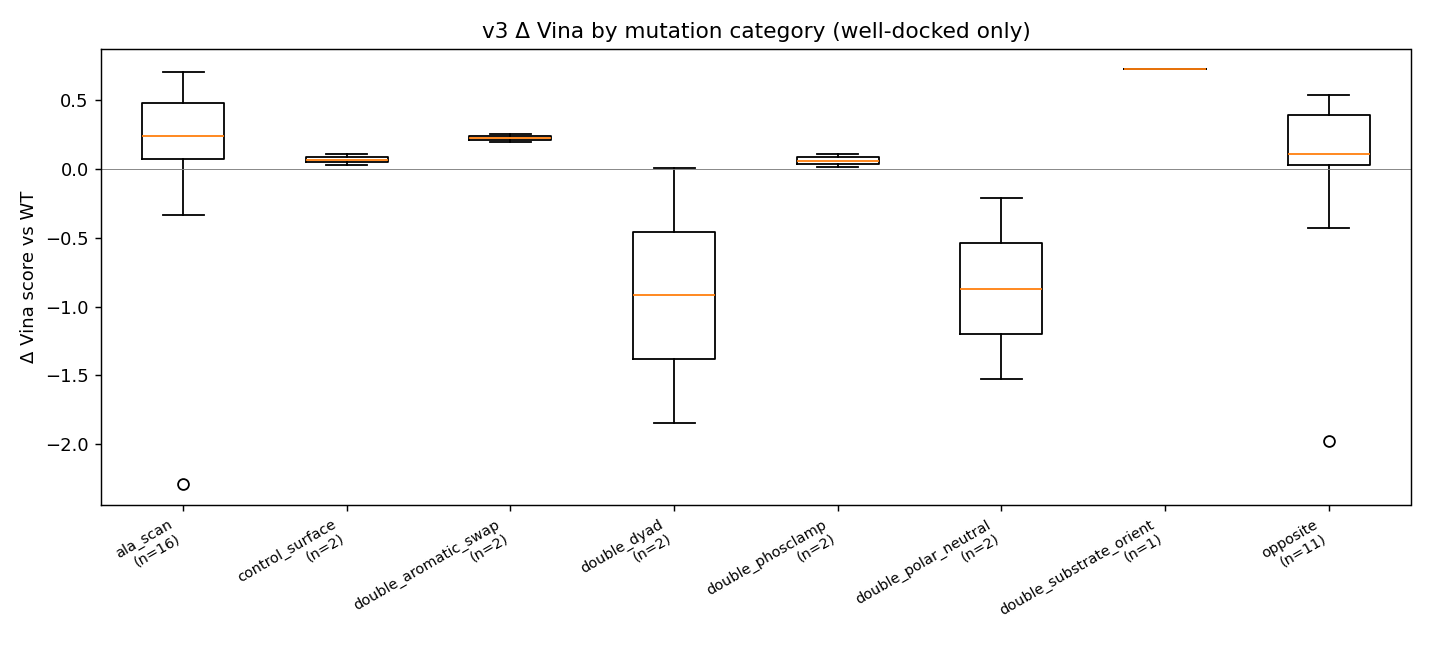 v3 Δ Vina by mutation category (well-docked only)
Δ Vina score vs WT
0.5
0.0
−0.5
−1.0
−1.5
−2.0
ala_scan
(n=16)
control_surface
(n=2)
double_aromatic_swap
(n=2)
double_dyad
(n=2)
double_phosclamp
(n=2)
double_polar_neutral
(n=2)
double_substrate_orient
(n=1)
opposite
(n=11)